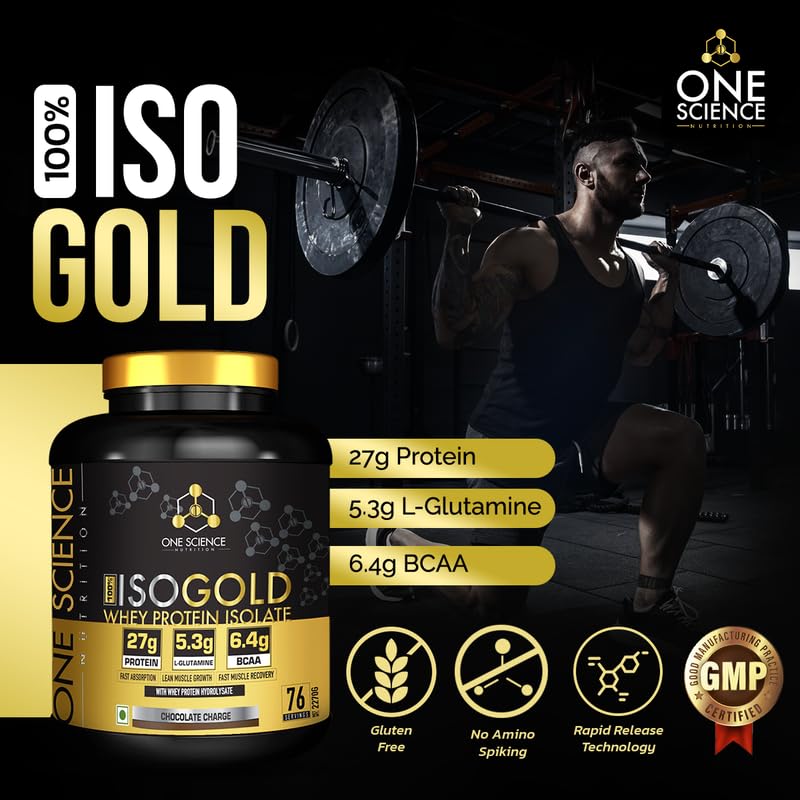 ONE
SCIENCE
NUTRITION
100% ISO
GOLD
27g Protein
5.3g L-Glutamine
6.4g BCAA
ONE SCIENCE
NUTRITION
ONE SCIENCE
NUTRITION
100% ISOGOLD
WHEY PROTEIN ISOLATE
27g 5.3g 6.4g
PROTEIN L-GLUTAMINE BCAA
FAST ABSORPTION LEAN MUSCLE GROWTH FAST MUSCLE RECOVERY
WITH WHEY PROTEIN HYDROLYSATE
76
SERVINGS
2270G
CHOCOLATE CHARGE
Gluten
Free
No Amino
Spiking
Rapid Release
Technology
GOOD MANUFACTURING PRACTICE
GMP
CERTIFIED